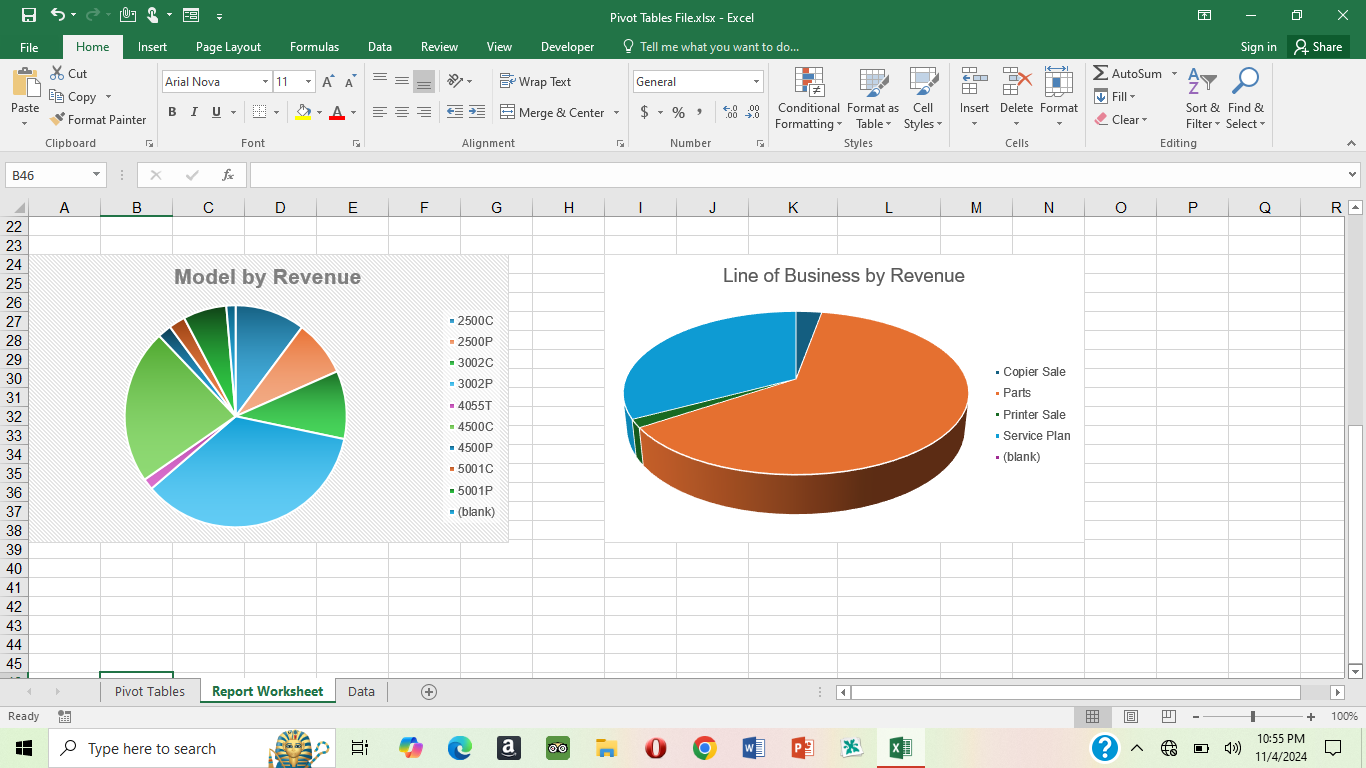 Pivot Tables File.xlsx - Excel
File Home Insert Page Layout Formulas Data Review View Developer Tell me what you want to do... Sign in Share
Paste
Cut
Copy
Format Painter
Clipboard
Arial Nova 11
B I U
Font
Wrap Text
Merge & Center
Alignment
General
$ % ,
Number
Conditional Formatting
Format as Table
Cell Styles
Styles
Insert Delete Format
Cells
AutoSum
Fill
Clear
Sort & Filter
Find & Select
Editing
B46 fx
A B C D E F G H I J K L M N O P Q R
22
23
24
25
26
27
28
29
30
31
32
33
34
35
36
37
38
39
40
41
42
43
44
45
Model by Revenue
2500C
2500P
3002C
3002P
4055T
4500C
4500P
5001C
5001P
(blank)
Line of Business by Revenue
Copier Sale
Parts
Printer Sale
Service Plan
(blank)
Pivot Tables Report Worksheet Data
Ready 100%
Type here to search
10:55 PM
11/4/2024